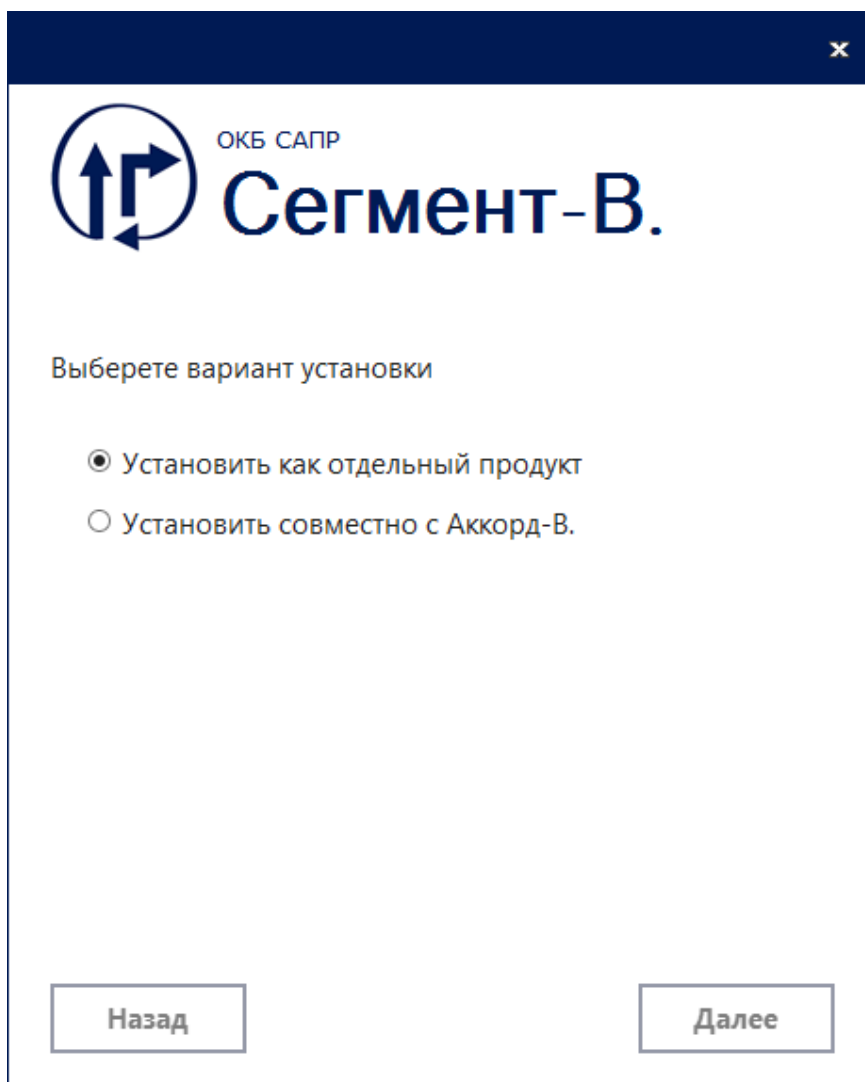 ОКБ САПР
Сегмент-В.
Выберете вариант установки
Установить как отдельный продукт
Установить совместно с Аккорд-В.
Назад
Далее